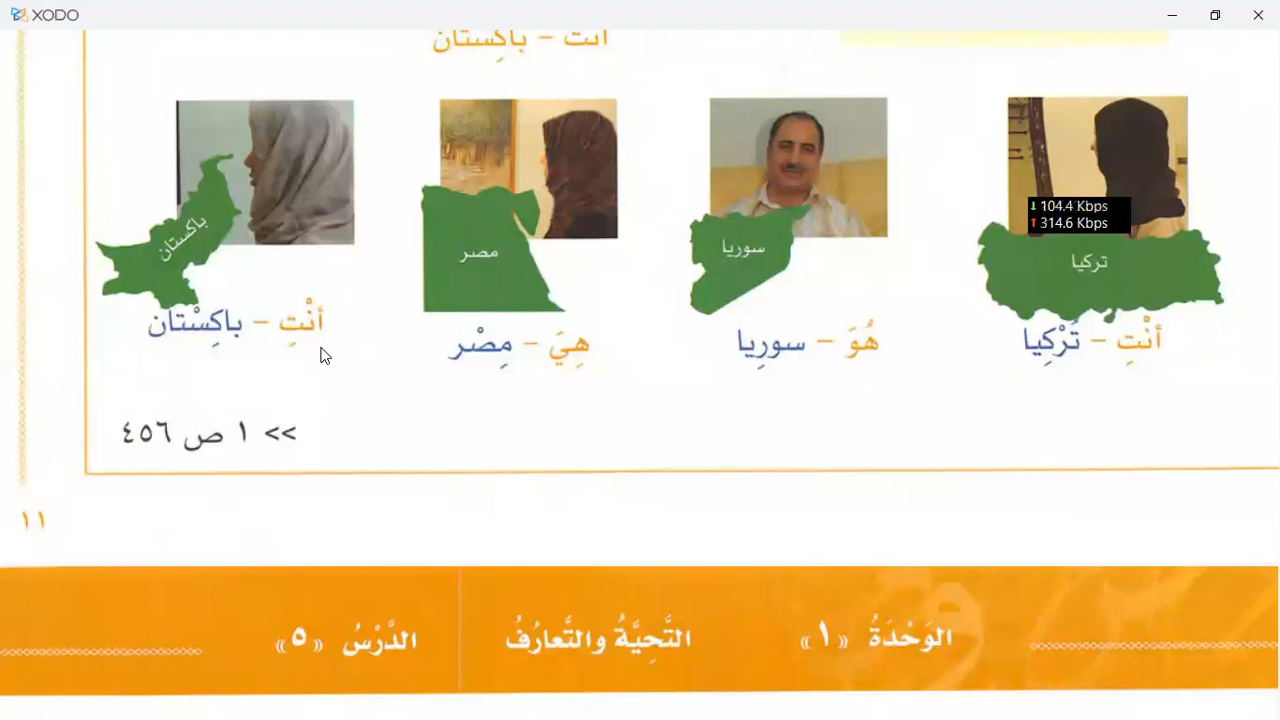 XODO
أنت – باكِستان
باكستان
مصر
سوريا
تركيا
↓ 104.4 Kbps
↑ 314.6 Kbps
أنْتِ – تُرْكِيا
هُوَ – سورِيا
هِيَ – مِصْر
أنْتِ – باكِسْتان
>> ١ ص ٤٥٦
١١
الوَحْدَةُ «١» التَّحِيَّةُ والتَّعارُفُ الدَّرْسُ «٥»